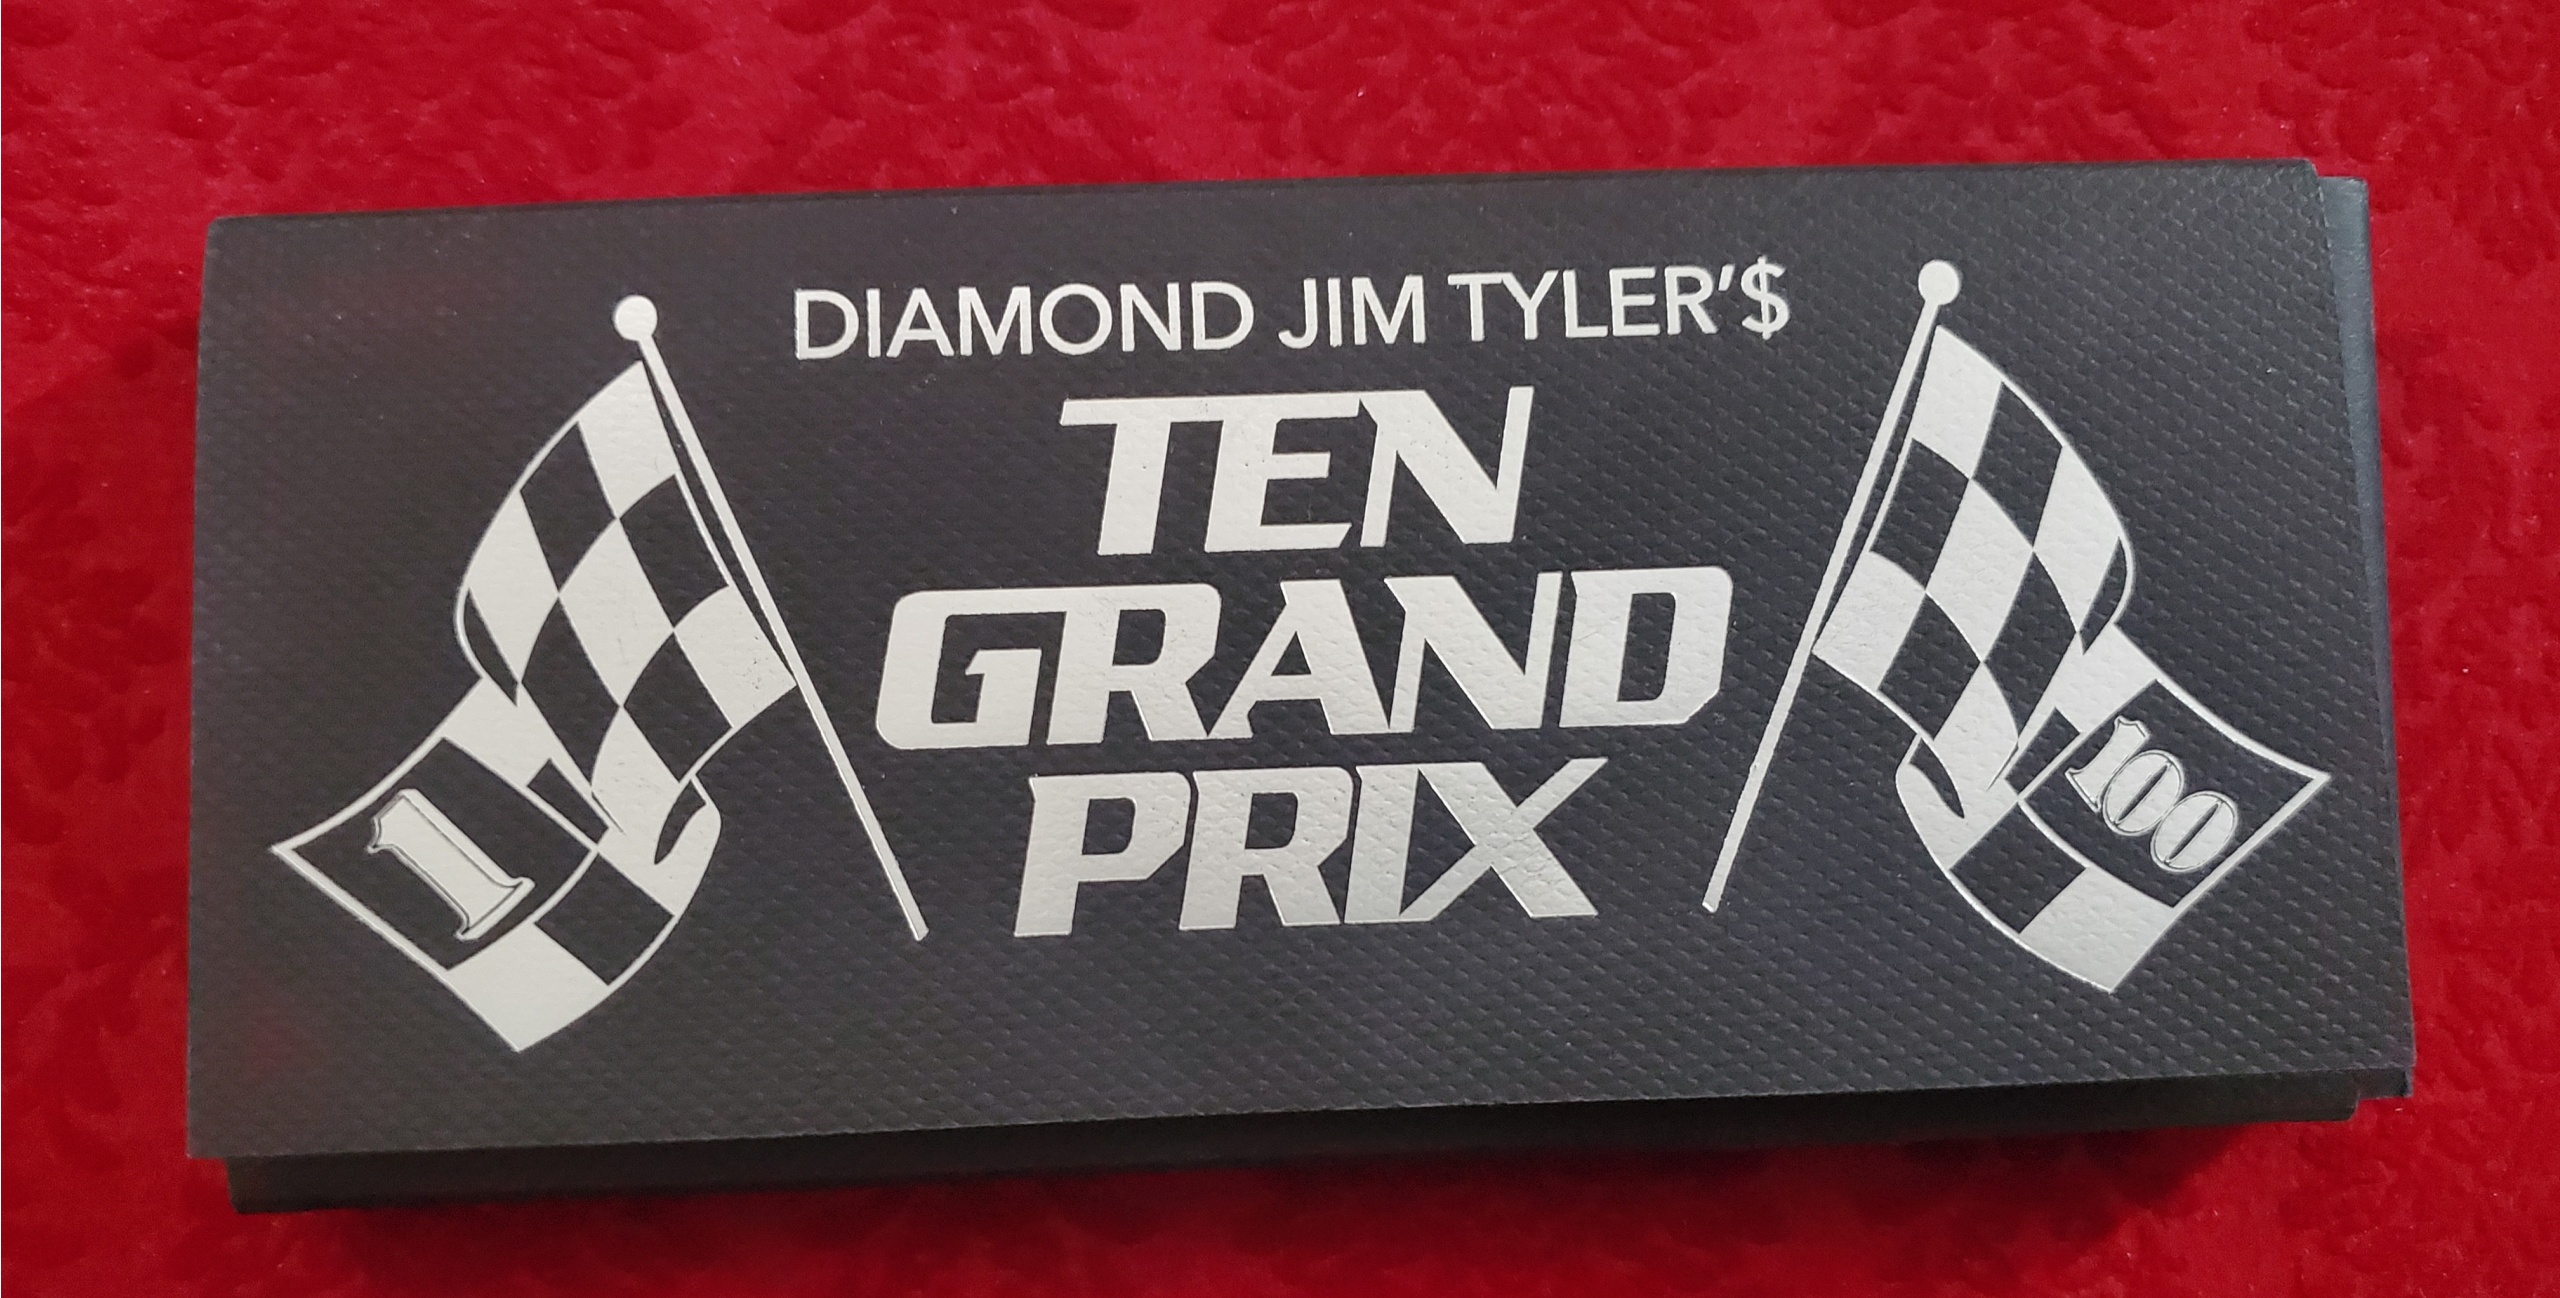 DIAMOND JIM TYLER'$
TEN
GRAND
PRIX
1
100